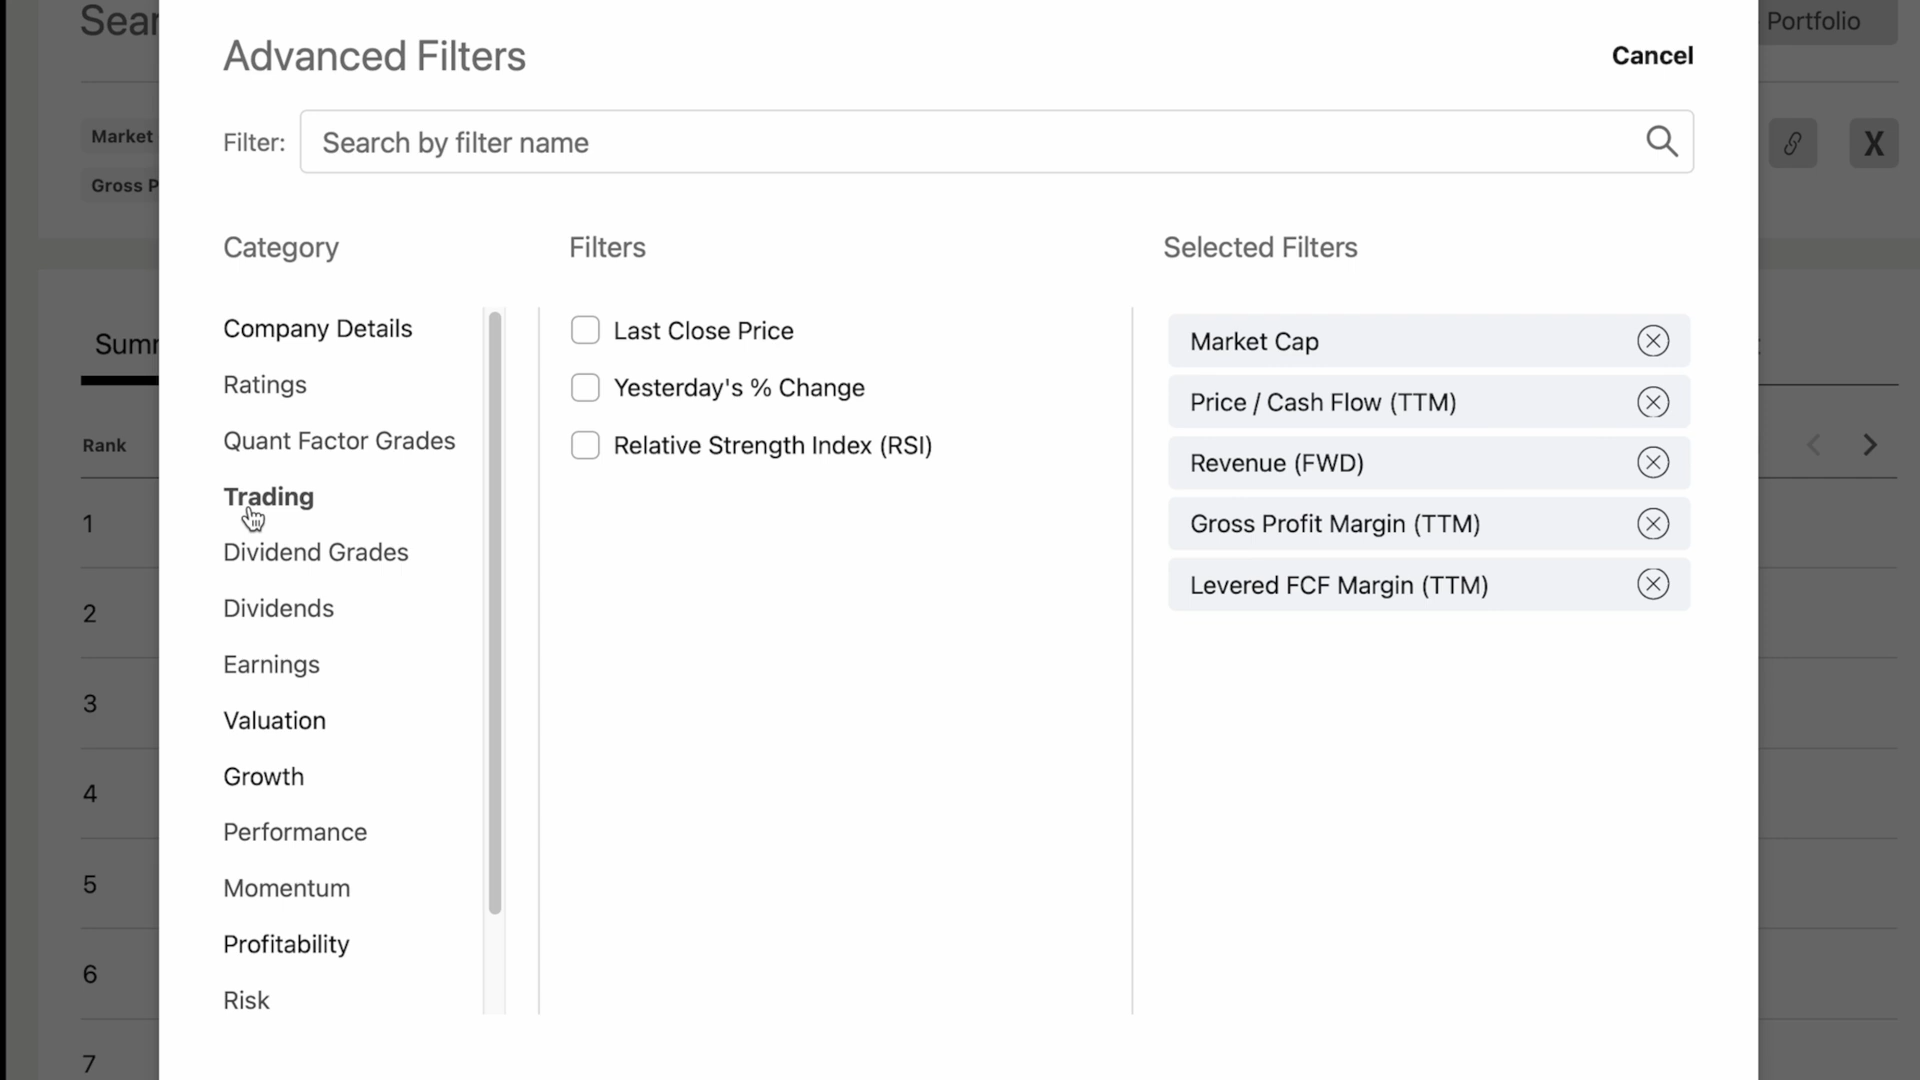 Sear
Portfolio
Advanced Filters
Cancel
Market
Filter:
Search by filter name
X
Gross P
Category
Filters
Selected Filters
Company Details
Ratings
Quant Factor Grades
Trading
Dividend Grades
Dividends
Earnings
Valuation
Growth
Performance
Momentum
Profitability
Risk
Last Close Price
Yesterday's % Change
Relative Strength Index (RSI)
Market Cap
Price / Cash Flow (TTM)
Revenue (FWD)
Gross Profit Margin (TTM)
Levered FCF Margin (TTM)
Summ
Rank
1
2
3
4
5
6
7